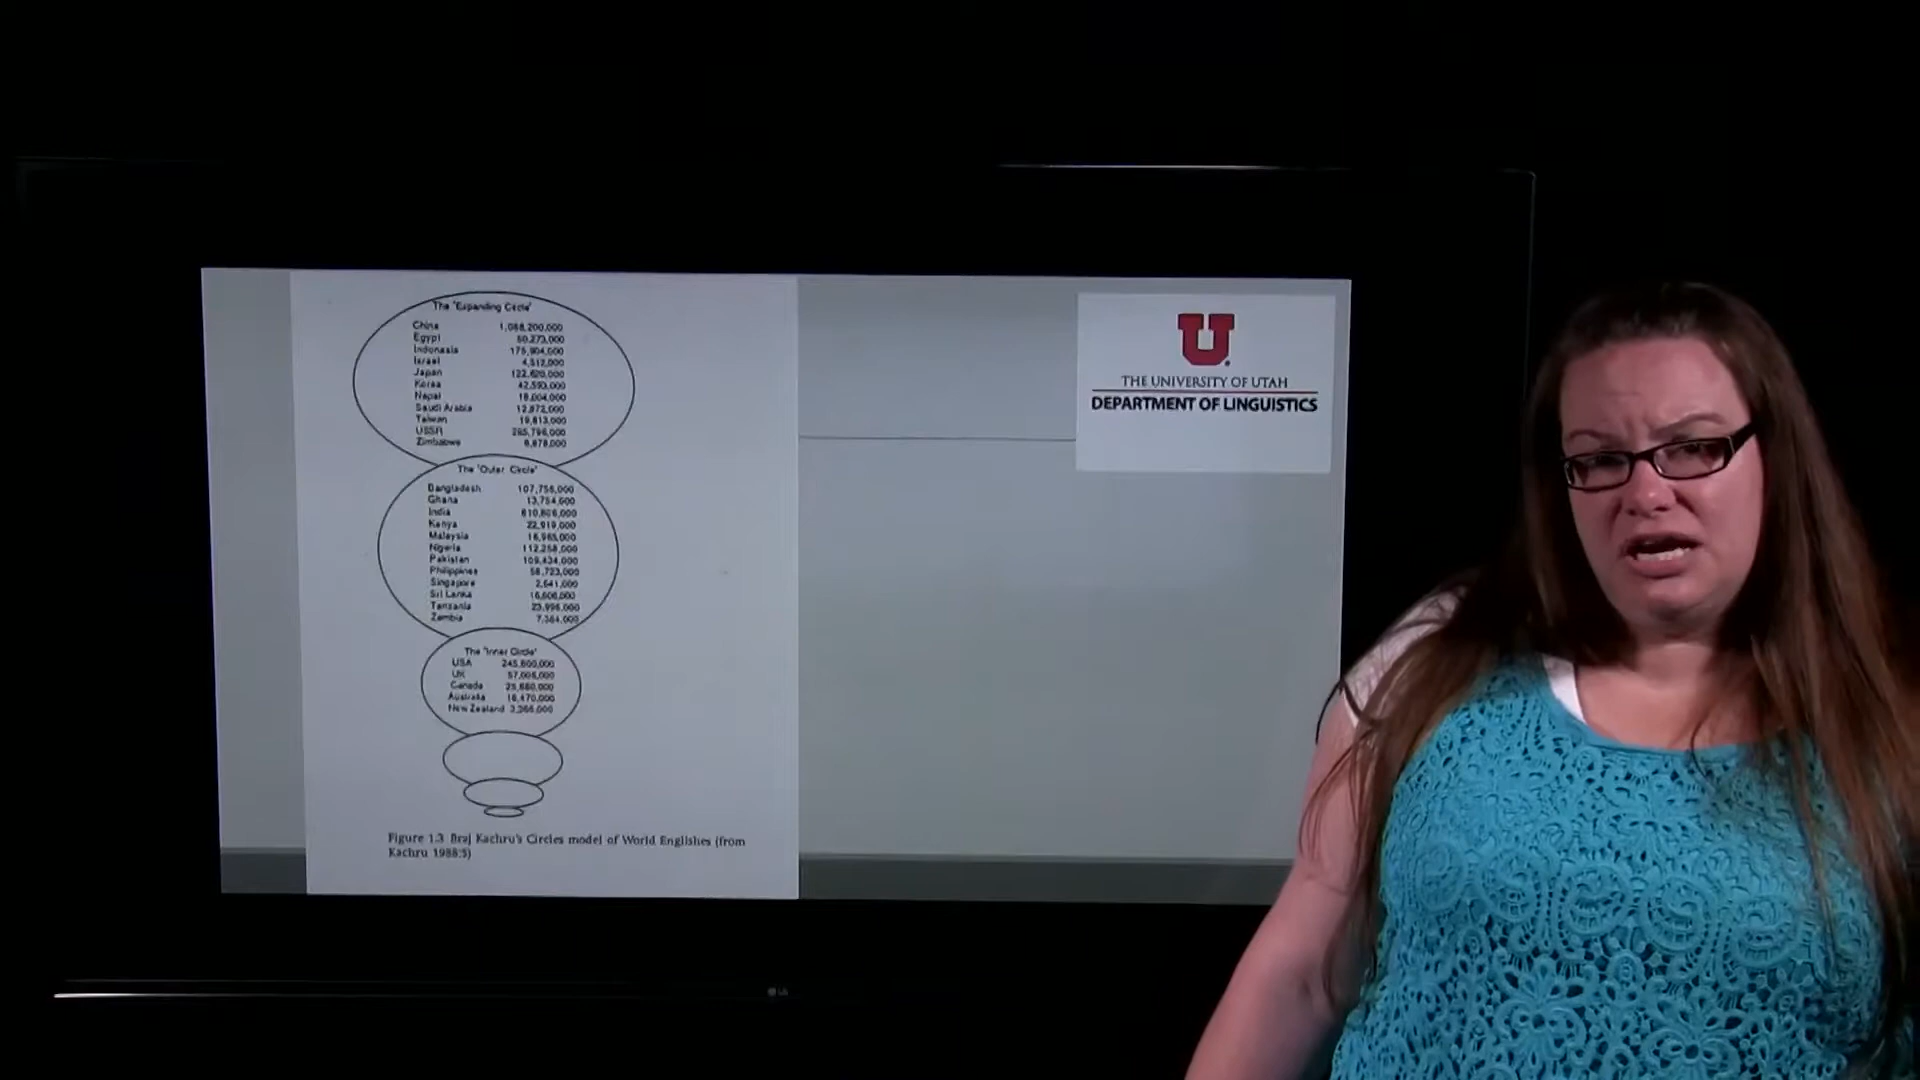 The 'Expanding Circle'
China 1,088,200,000
Egypt 50,273,000
Indonesia 175,904,000
Israel 4,512,000
Japan 122,620,000
Korea 42,593,000
Nepal 18,004,000
Saudi Arabia 12,972,000
Taiwan 19,813,000
USSR 285,796,000
Zimbabwe 8,878,000
The 'Outer Circle'
Bangladesh 107,756,000
Ghana 13,754,000
India 810,806,000
Kenya 22,919,000
Malaysia 16,965,000
Nigeria 112,258,000
Pakistan 109,434,000
Philippines 58,723,000
Singapore 2,641,000
Sri Lanka 16,606,000
Tanzania 23,996,000
Zambia 7,384,000
The 'Inner Circle'
USA 245,800,000
UK 57,006,000
Canada 25,880,000
Australia 16,470,000
New Zealand 3,366,000
Figure 1.3 Braj Kachru's Circles model of World Englishes (from
Kachru 1988:5)
U
THE UNIVERSITY OF UTAH
DEPARTMENT OF LINGUISTICS
LG